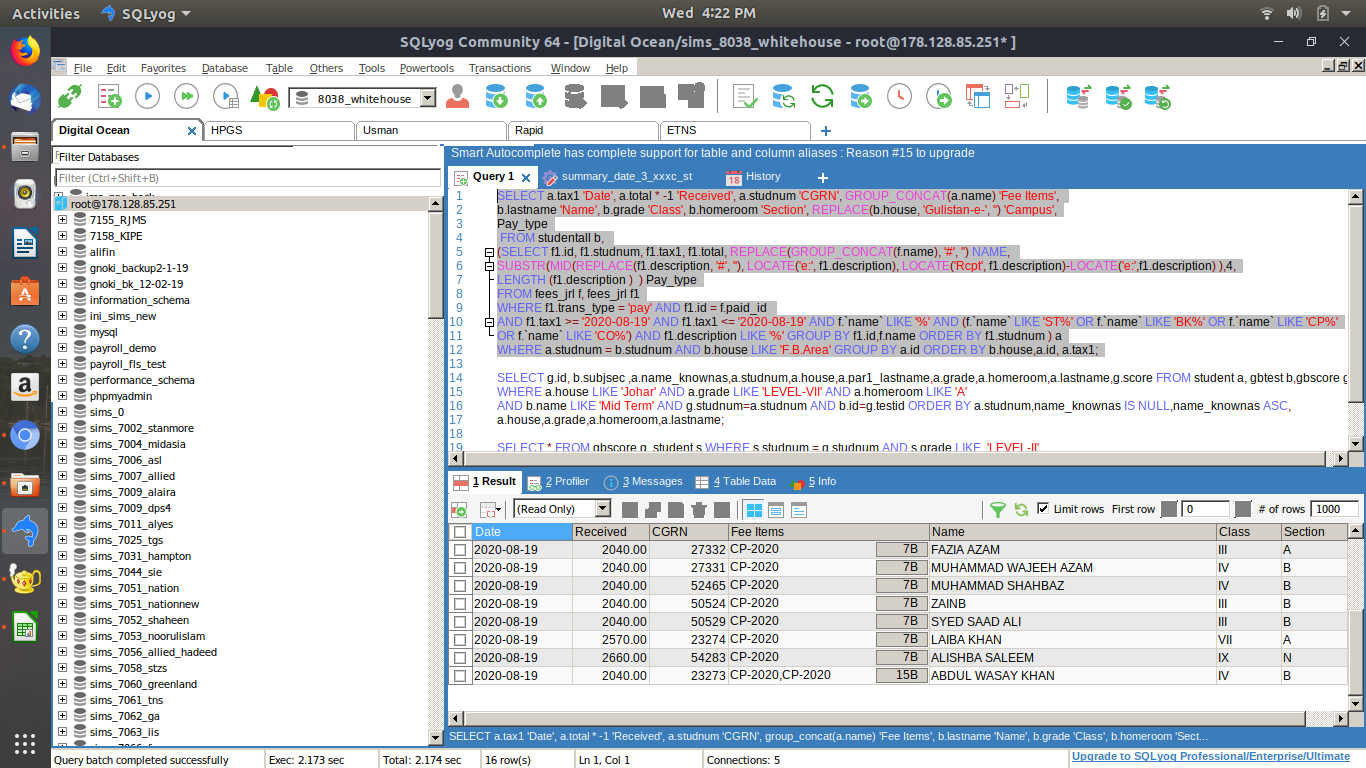 Activities SQLyog Wed 4:22 PM
SQLyog Community 64 - [Digital Ocean/sims_8038_whitehouse - root@178.128.85.251* ]
File Edit Favorites Database Table Others Tools Powertools Transactions Window Help
8038_whitehouse
Digital Ocean HPGS Usman Rapid ETNS
Filter Databases
Filter (Ctrl+Shift+B)
root@178.128.85.251
7155_RJMS
7158_KIPE
alifin
gnoki_backup2-1-19
gnoki_bk_12-02-19
information_schema
ini_sims_new
mysql
payroll_demo
payroll_fls_test
performance_schema
phpmyadmin
sims_0
sims_7002_stanmore
sims_7004_midasia
sims_7006_asl
sims_7007_allied
sims_7009_alaira
sims_7009_dps4
sims_7011_alyes
sims_7025_tgs
sims_7031_hampton
sims_7044_sie
sims_7051_nation
sims_7051_nationnew
sims_7052_shaheen
sims_7053_noorulislam
sims_7056_allied_hadeed
sims_7058_stzs
sims_7060_greenland
sims_7061_tns
sims_7062_ga
sims_7063_iis
Smart Autocomplete has complete support for table and column aliases : Reason #15 to upgrade
Query 1 summary_date_3_xxxc_st History
1 SELECT a.tax1 'Date', a.total * -1 'Received', a.studnum 'CGRN', GROUP_CONCAT(a.name) 'Fee Items',
2 b.lastname 'Name', b.grade 'Class', b.homeroom 'Section', REPLACE(b.house, 'Gulistan-e-','') 'Campus',
3 Pay_type
4 FROM studentall b,
5 (SELECT f1.id, f1.studnum, f1.tax1, f1.total, REPLACE(GROUP_CONCAT(f.name), '#', '') NAME,
6 SUBSTR(MID(REPLACE(f1.description, '#', ''), LOCATE('e:', f1.description), LOCATE('Rcpt', f1.description)-LOCATE('e:',f1.description) ),4,
7 LENGTH (f1.description ) ) Pay_type
8 FROM fees_jrl f, fees_jrl f1
9 WHERE f1.trans_type = 'pay' AND f1.id = f.paid_id
10 AND f1.tax1 >= '2020-08-19' AND f1.tax1 <= '2020-08-19' AND f.`name` LIKE '%' AND (f.`name` LIKE 'ST%' OR f.`name` LIKE 'BK%' OR f.`name` LIKE 'CP%'
11 OR f.`name` LIKE 'CO%') AND f1.description LIKE '%' GROUP BY f1.id,f.name ORDER BY f1.studnum ) a
12 WHERE a.studnum = b.studnum AND b.house LIKE 'F.B.Area' GROUP BY a.id ORDER BY b.house,a.id, a.tax1;
13
14 SELECT g.id, b.subjsec ,a.name_knownas,a.studnum,a.house,a.par1_lastname,a.grade,a.homeroom,a.lastname,g.score FROM student a, gbtest b,gbscore g
15 WHERE a.house LIKE 'Johar' AND a.grade LIKE 'LEVEL-VII' AND a.homeroom LIKE 'A'
16 AND b.name LIKE 'Mid Term' AND g.studnum=a.studnum AND b.id=g.testid ORDER BY a.studnum,name_knownas IS NULL,name_knownas ASC,
17 a.house,a.grade,a.homeroom,a.lastname;
18
19 SELECT * FROM gbscore g, student s WHERE s.studnum = g.studnum AND s.grade LIKE 'LEVEL-II'
1 Result 2 Profiler 3 Messages 4 Table Data 5 Info
(Read Only) Limit rows First row 0 # of rows 1000
Date Received CGRN Fee Items Name Class Section
2020-08-19 2040.00 27332 CP-2020 7B FAZIA AZAM III A
2020-08-19 2040.00 27331 CP-2020 7B MUHAMMAD WAJEEH AZAM IV B
2020-08-19 2040.00 52465 CP-2020 7B MUHAMMAD SHAHBAZ IV B
2020-08-19 2040.00 50524 CP-2020 7B ZAINB III B
2020-08-19 2040.00 50529 CP-2020 7B SYED SAAD ALI III B
2020-08-19 2570.00 23274 CP-2020 7B LAIBA KHAN VII A
2020-08-19 2660.00 54283 CP-2020 7B ALISHBA SALEEM IX N
2020-08-19 2040.00 23273 CP-2020,CP-2020 15B ABDUL WASAY KHAN IV B
SELECT a.tax1 'Date', a.total * -1 'Received', a.studnum 'CGRN', group_concat(a.name) 'Fee Items', b.lastname 'Name', b.grade 'Class', b.homeroom 'Sect...
Query batch completed successfully Exec: 2.173 sec Total: 2.174 sec 16 row(s) Ln 1, Col 1 Connections: 5 Upgrade to SQLyog Professional/Enterprise/Ultimate